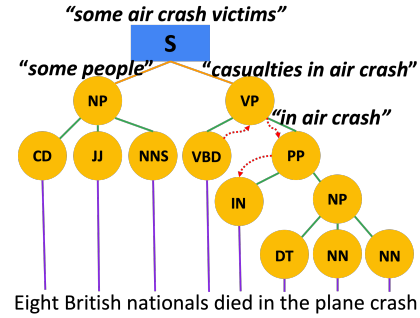 “some air crash victims”
S
“some people” “casualties in air crash”
NP VP
“in air crash”
CD JJ NNS VBD PP
IN NP
DT NN NN
Eight British nationals died in the plane crash